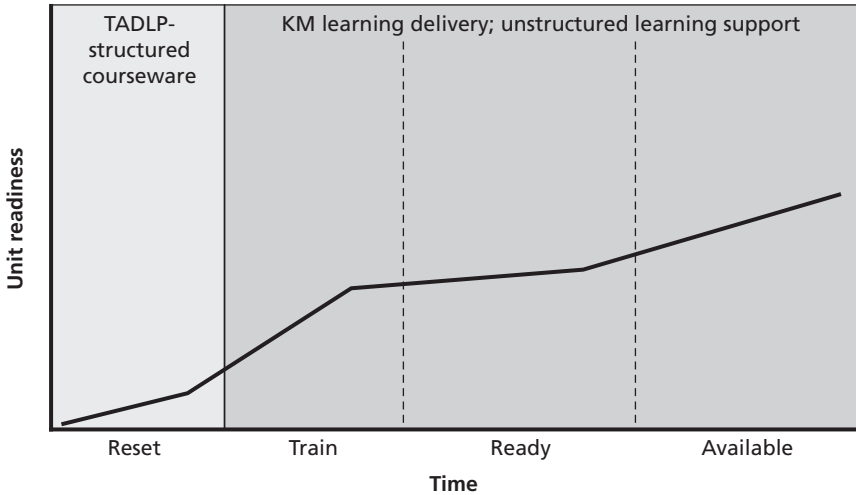 TADLP-
structured
courseware
KM learning delivery; unstructured learning support
Unit readiness
Reset
Train
Ready
Available
Time